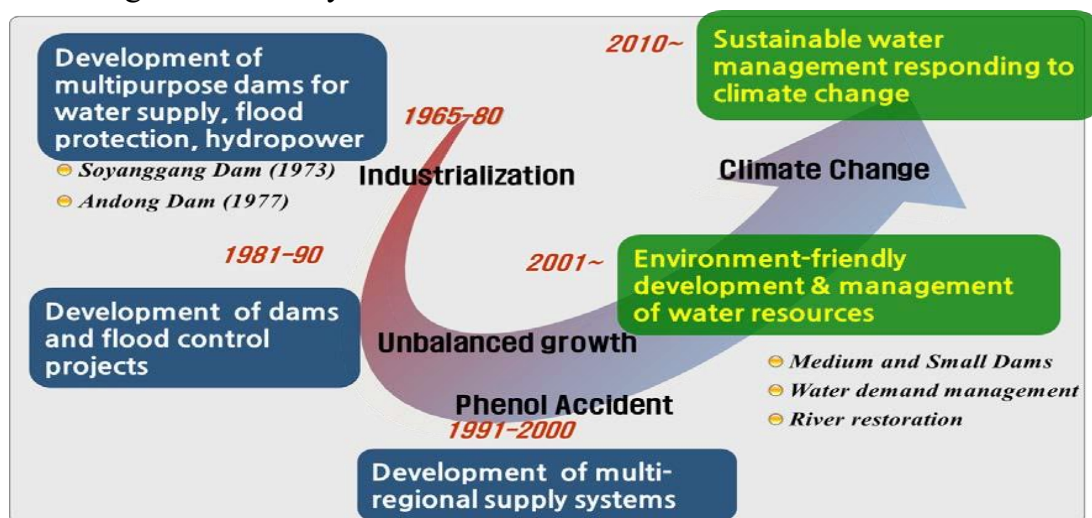 Development of
multipurpose dams for
water supply, flood
protection, hydropower
Soyanggang Dam (1973)
Andong Dam (1977)
1965-80
Industrialization
1981-90
Development of dams
and flood control
projects
Unbalanced growth
Phenol Accident
1991-2000
Development of multi-
regional supply systems
2001~
Environment-friendly
development & management
of water resources
Medium and Small Dams
Water demand management
River restoration
Climate Change
2010~
Sustainable water
management responding to
climate change